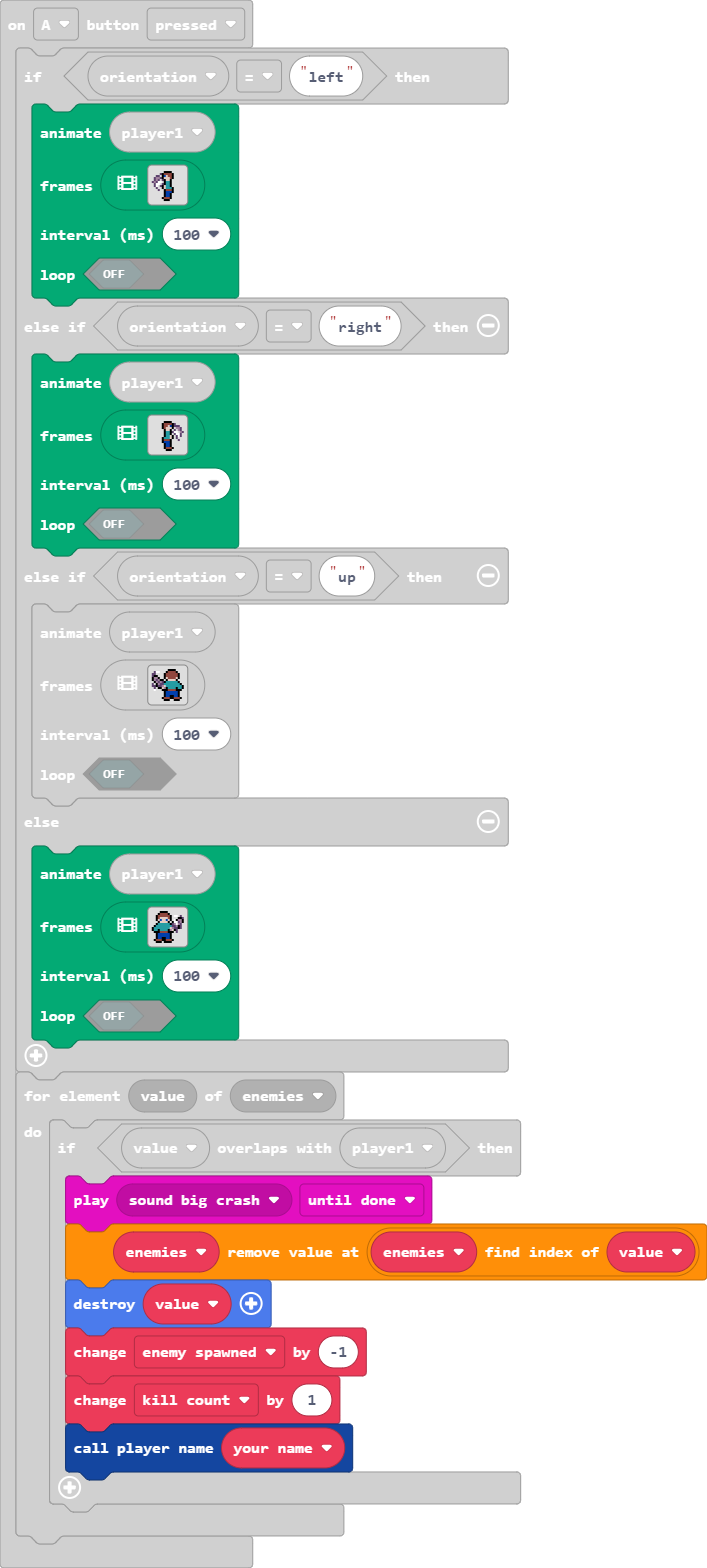 on A button pressed
if orientation = "left" then
animate player1
frames
interval (ms) 100
loop OFF
else if orientation = "right" then
animate player1
frames
interval (ms) 100
loop OFF
else if orientation = "up" then
animate player1
frames
interval (ms) 100
loop OFF
else
animate player1
frames
interval (ms) 100
loop OFF
for element value of enemies
do
if value overlaps with player1 then
play sound big crash until done
enemies remove value at enemies find index of value
destroy value
change enemy spawned by -1
change kill count by 1
call player name your name